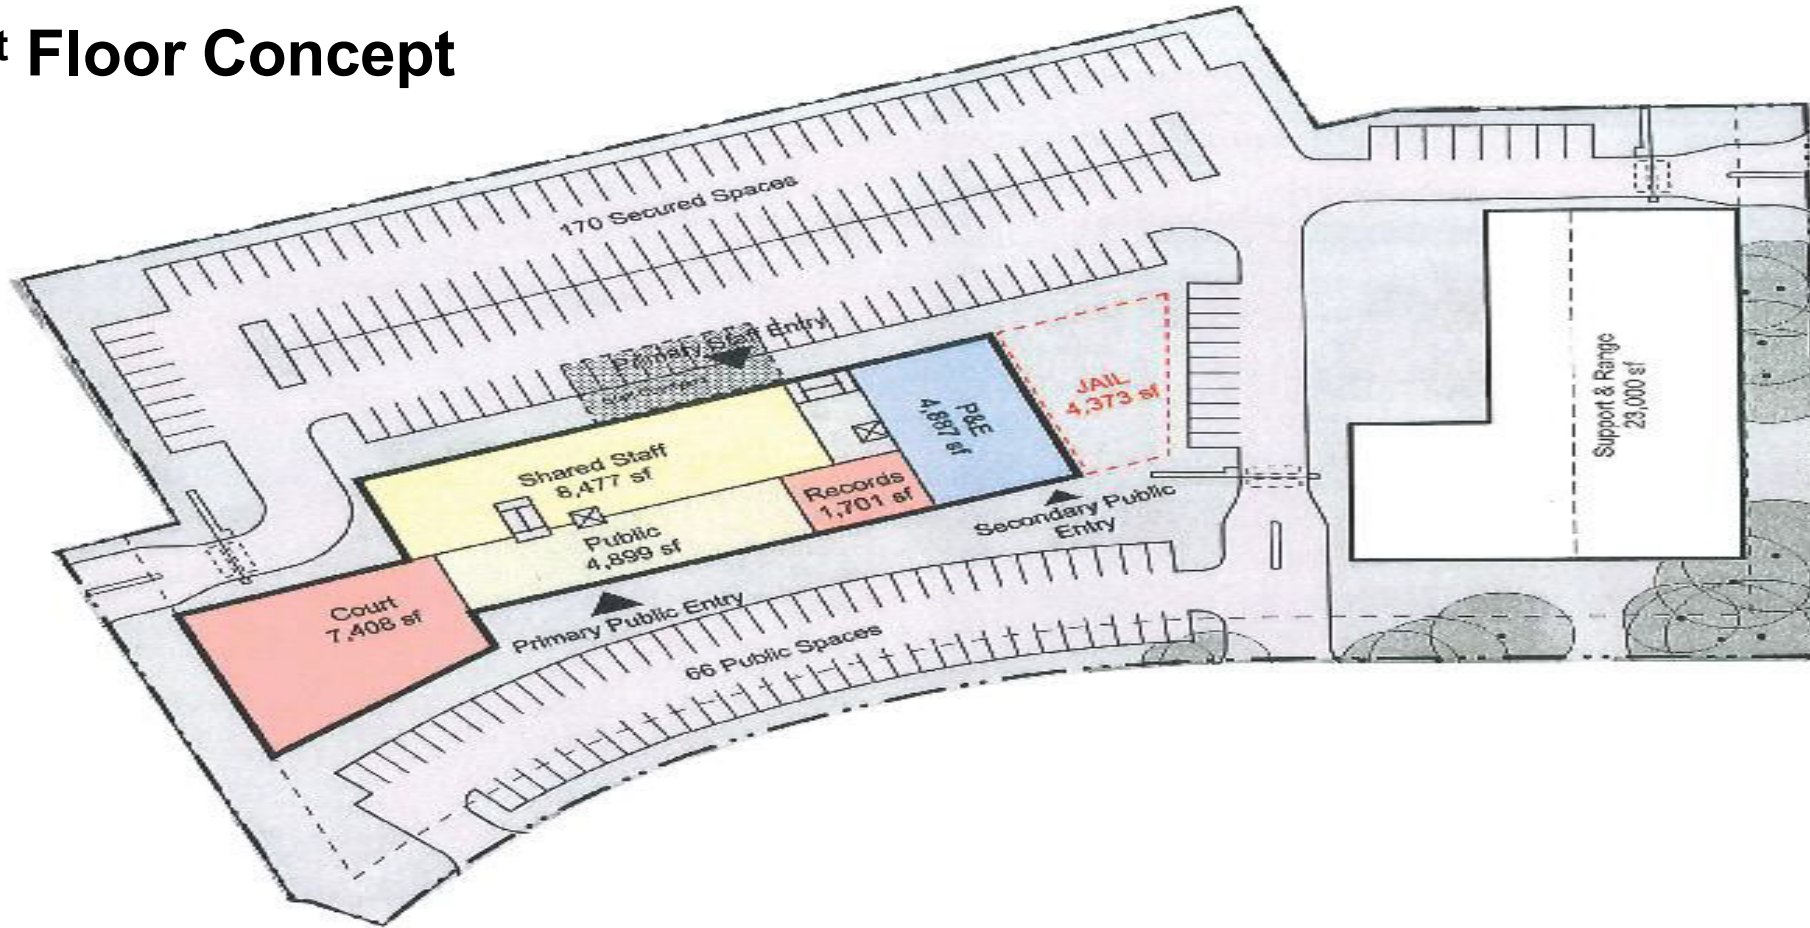 t Floor Concept
170 Secured Spaces
Primary Staff Entry
Shared Staff
8,477 sf
P&E
4,887 sf
JAIL
4,373 sf
Records
1,701 sf
Public
4,899 sf
Secondary Public
Entry
Court
7,408 sf
Primary Public Entry
66 Public Spaces
Support & Range
23,000 sf